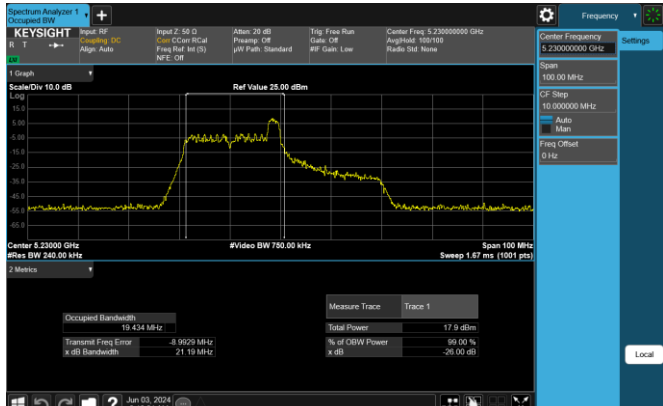 Spectrum Analyzer 1
Occupied BW
+
Frequency
KEYSIGHT
R T
Input: RF
Coupling: DC
Align: Auto
Input Z: 50 Ω
Corr CCorr RCal
Freq Ref: Int (S)
NFE: Off
Atten: 20 dB
Preamp: Off
µW Path: Standard
Trig: Free Run
Gate: Off
#IF Gain: Low
Center Freq: 5.230000000 GHz
Avg|Hold: 100/100
Radio Std: None
Center Frequency
5.230000000 GHz
Settings
Span
100.00 MHz
CF Step
10.000000 MHz
Auto
Man
Freq Offset
0 Hz
Local
1 Graph
Scale/Div 10.0 dB
Ref Value 25.00 dBm
Log
15.0
5.00
-5.00
-15.0
-25.0
-35.0
-45.0
-55.0
-65.0
Center 5.23000 GHz
#Video BW 750.00 kHz
Span 100 MHz
#Res BW 240.00 kHz
Sweep 1.67 ms (1001 pts)
2 Metrics
Measure Trace
Trace 1
Occupied Bandwidth
19.434 MHz
Total Power
17.9 dBm
Transmit Freq Error
-8.9929 MHz
% of OBW Power
99.00 %
x dB Bandwidth
21.19 MHz
x dB
-26.00 dB
?
Jun 03, 2024